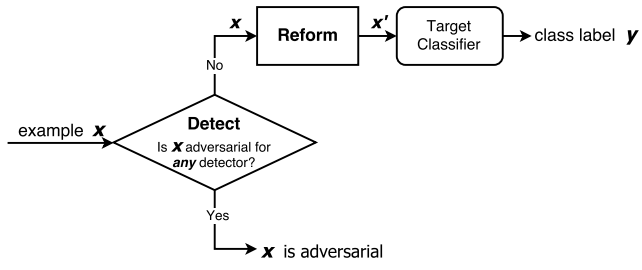 x
Reform
x'
Target
Classifier
class label y
No
example x
Detect
Is x adversarial for
any detector?
Yes
x is adversarial